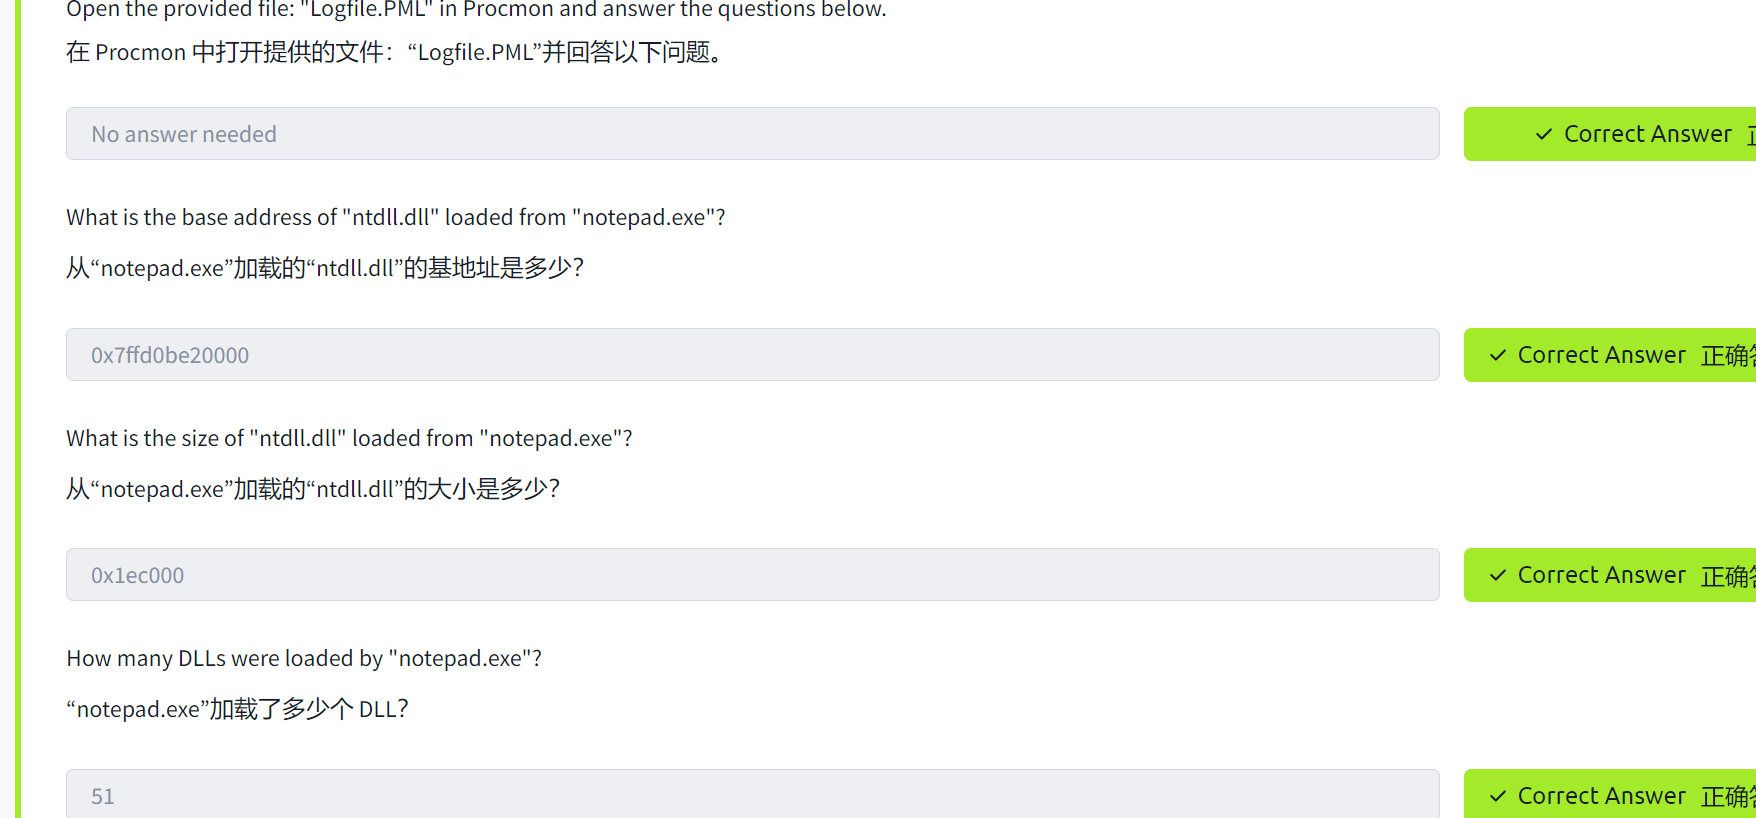 Open the provided file: "Logfile.PML" in Procmon and answer the questions below.
在 Procmon 中打开提供的文件：“Logfile.PML”并回答以下问题。
No answer needed
✓ Correct Answer
What is the base address of "ntdll.dll" loaded from "notepad.exe"?
从“notepad.exe”加载的“ntdll.dll”的基地址是多少？
0x7ffd0be20000
✓ Correct Answer 正确
What is the size of "ntdll.dll" loaded from "notepad.exe"?
从“notepad.exe”加载的“ntdll.dll”的大小是多少？
0x1ec000
✓ Correct Answer 正确
How many DLLs were loaded by "notepad.exe"?
“notepad.exe”加载了多少个 DLL？
51
✓ Correct Answer 正确